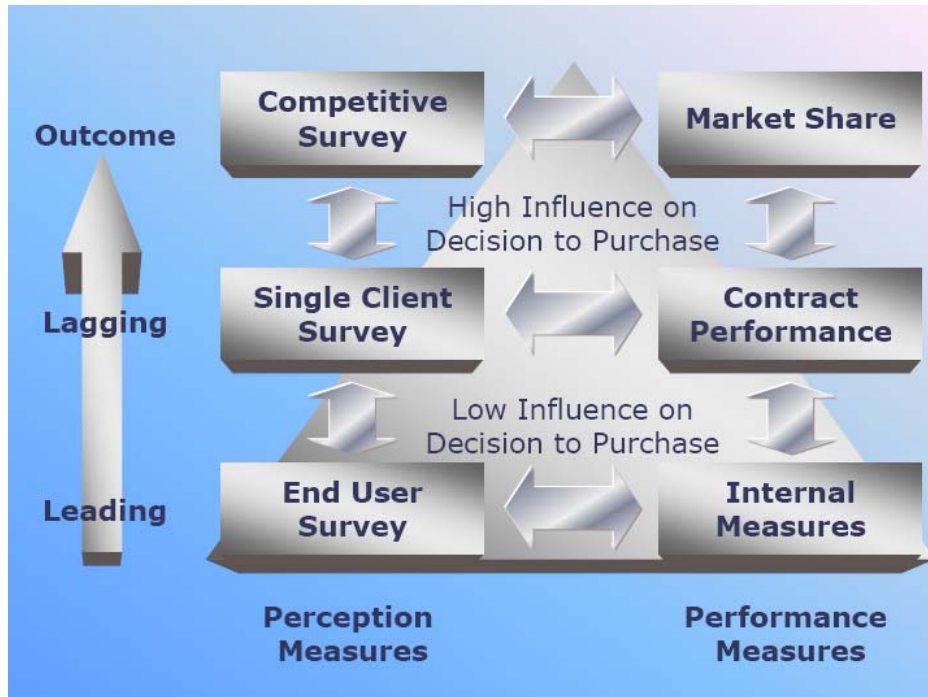 Competitive
Survey
Market Share
Outcome
High Influence on
Decision to Purchase
Single Client
Survey
Contract
Performance
Lagging
Low Influence on
Decision to Purchase
End User
Survey
Internal
Measures
Leading
Perception
Measures
Performance
Measures